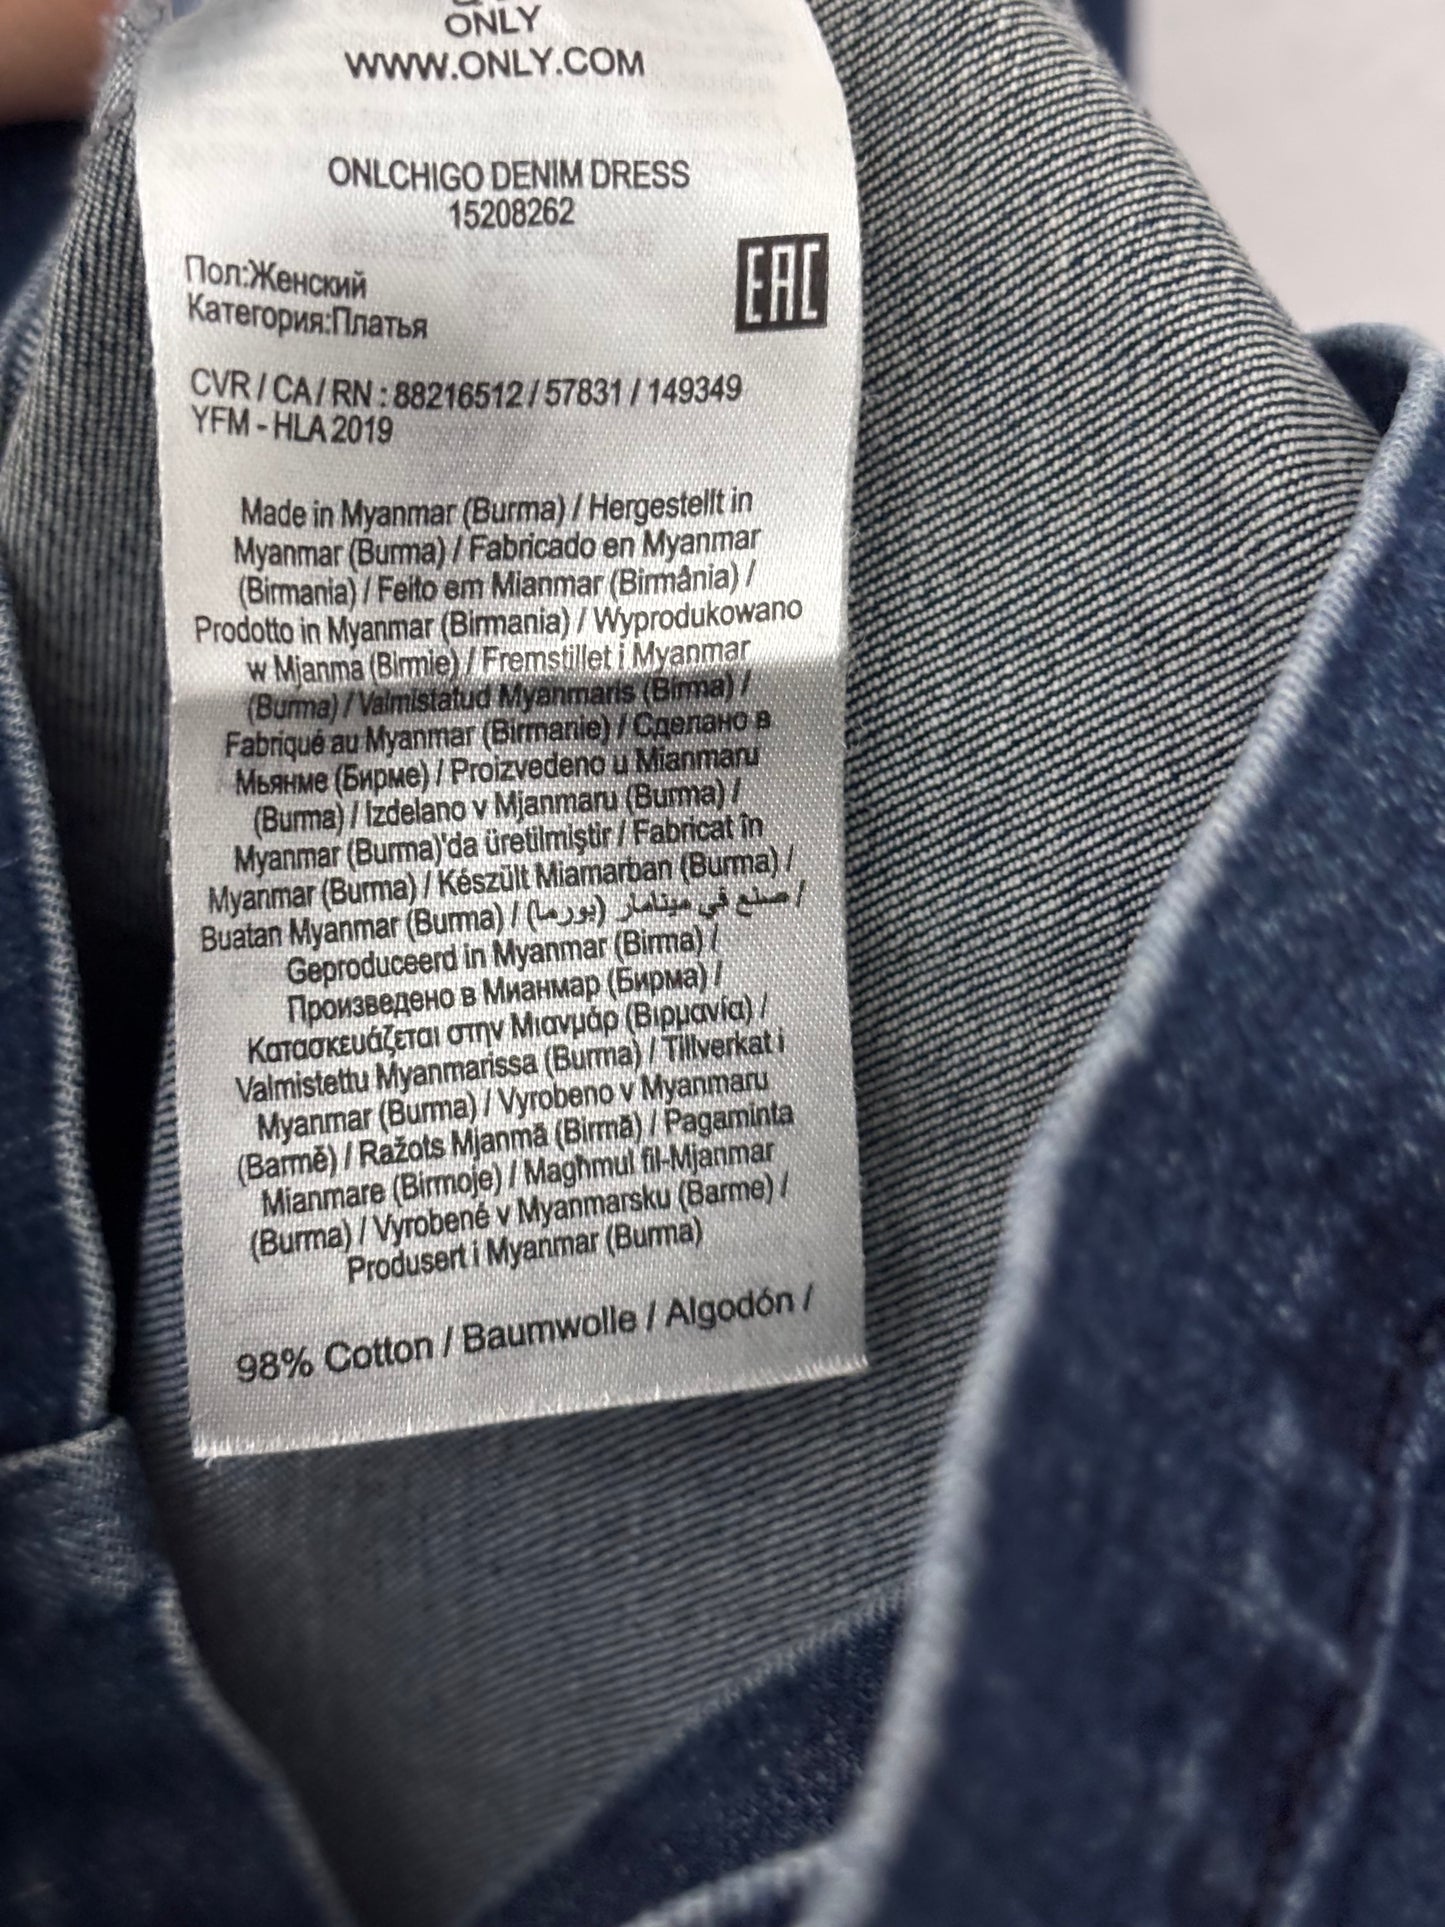 ONLY
WWW.ONLY.COM
ONLCHIGO DENIM DRESS
15208262
Пол:Женский
Категория:Платья
EAC
CVR / CA / RN : 88216512 / 57831 / 149349
YFM - HLA 2019
Made in Myanmar (Burma) / Hergestellt in
Myanmar (Burma) / Fabricado en Myanmar
(Birmania) / Feito em Mianmar (Birmânia) /
Prodotto in Myanmar (Birmania) / Wyprodukowano
w Mjanma (Birmie) / Fremstillet i Myanmar
(Burma) / Valmistatud Myanmaris (Birma) /
Fabriqué au Myanmar (Birmanie) / Сделано в
Мьянме (Бирме) / Proizvedeno u Mianmaru
(Burma) / Izdelano v Mjanmaru (Burma) /
Myanmar (Burma)'da üretilmiştir / Fabricat în
Myanmar (Burma) / Készült Miamarban (Burma) /
Buatan Myanmar (Burma) / صنع في مينامار (بورما) /
Geproduceerd in Myanmar (Birma) /
Произведено в Мианмар (Бирма) /
Κατασκευάζεται στην Μιανμάρ (Βιρμανία) /
Valmistettu Myanmarissa (Burma) / Tillverkat i
Myanmar (Burma) / Vyrobeno v Myanmaru
(Barmě) / Ražots Mjanmā (Birmā) / Pagaminta
Mianmare (Birmoje) / Magħmul fil-Mjanmar
(Burma) / Vyrobené v Myanmarsku (Barme) /
Produsert i Myanmar (Burma)
98% Cotton / Baumwolle / Algodón /